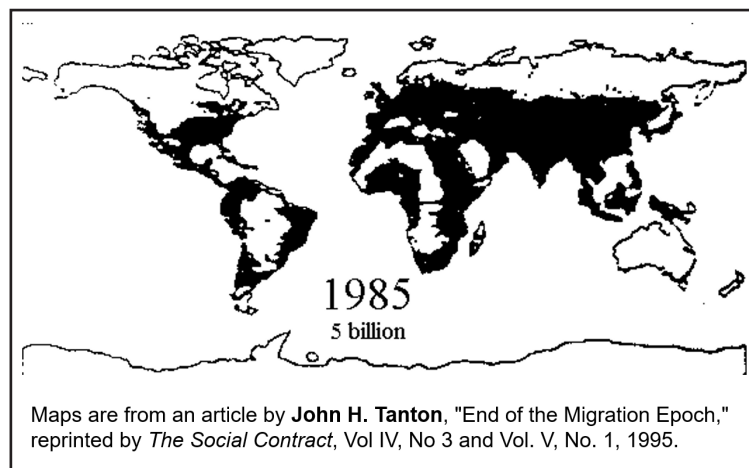 1985
5 billion
Maps are from an article by John H. Tanton, "End of the Migration Epoch,"
reprinted by The Social Contract, Vol IV, No 3 and Vol. V, No. 1, 1995.